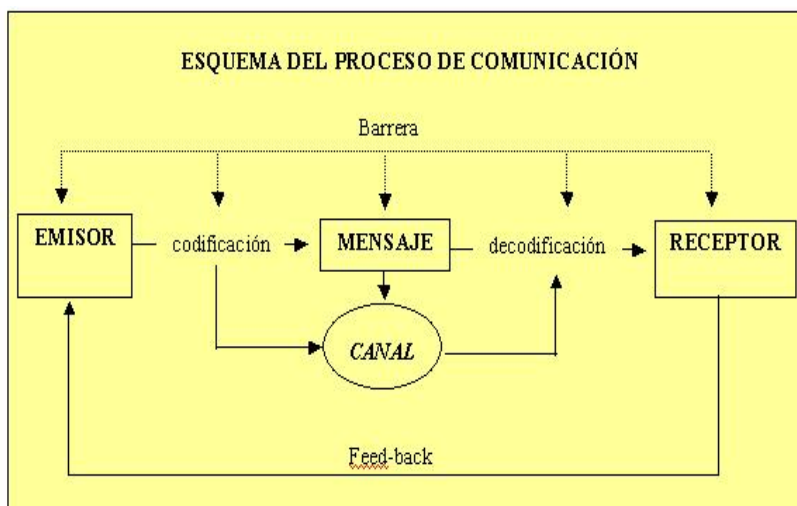 ESQUEMA DEL PROCESO DE COMUNICACIÓN
Barrera
EMISOR
codificación
MENSAJE
decodificación
RECEPTOR
CANAL
Feed-back